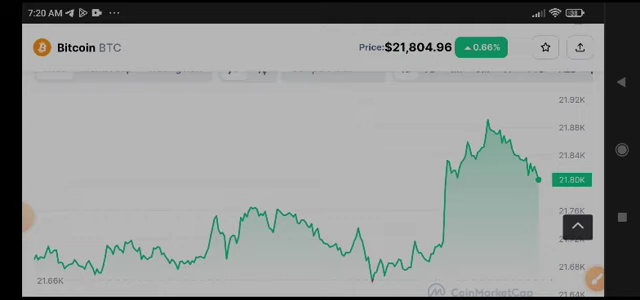 7:20 AM
Bitcoin BTC
Price: $21,804.96 0.66%
21.92K
21.88K
21.84K
21.80K
21.76K
21.68K
21.66K
21.64K
CoinMarketCap